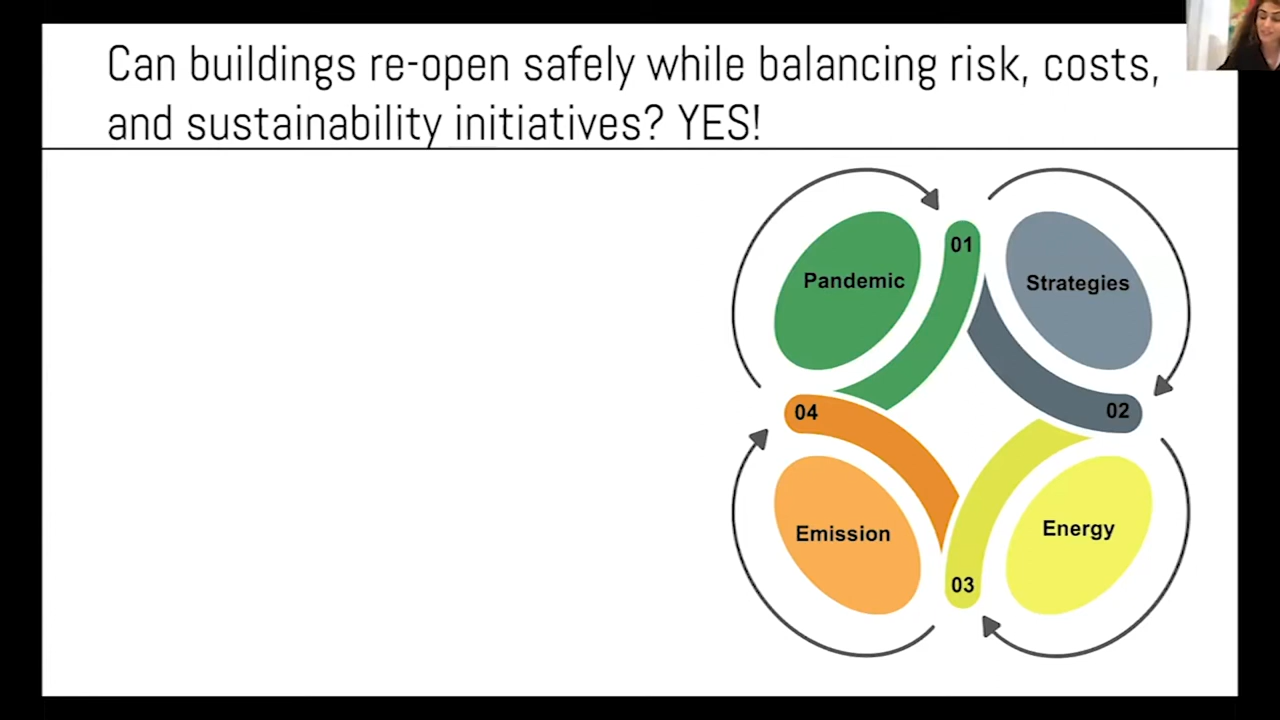 Can buildings re-open safely while balancing risk, costs,
and sustainability initiatives? YES!
01
Pandemic
Strategies
04
02
Emission
Energy
03